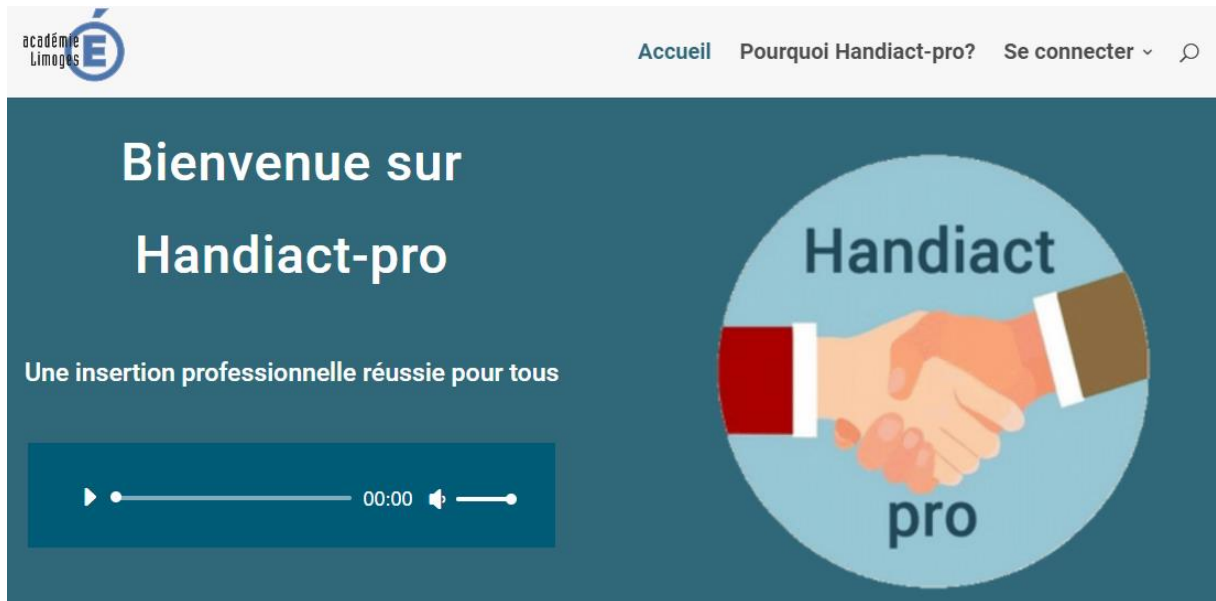 académie
Limoges É
Accueil Pourquoi Handiact-pro? Se connecter
Bienvenue sur
Handiact-pro
Une insertion professionnelle réussie pour tous
00:00
Handiact
pro